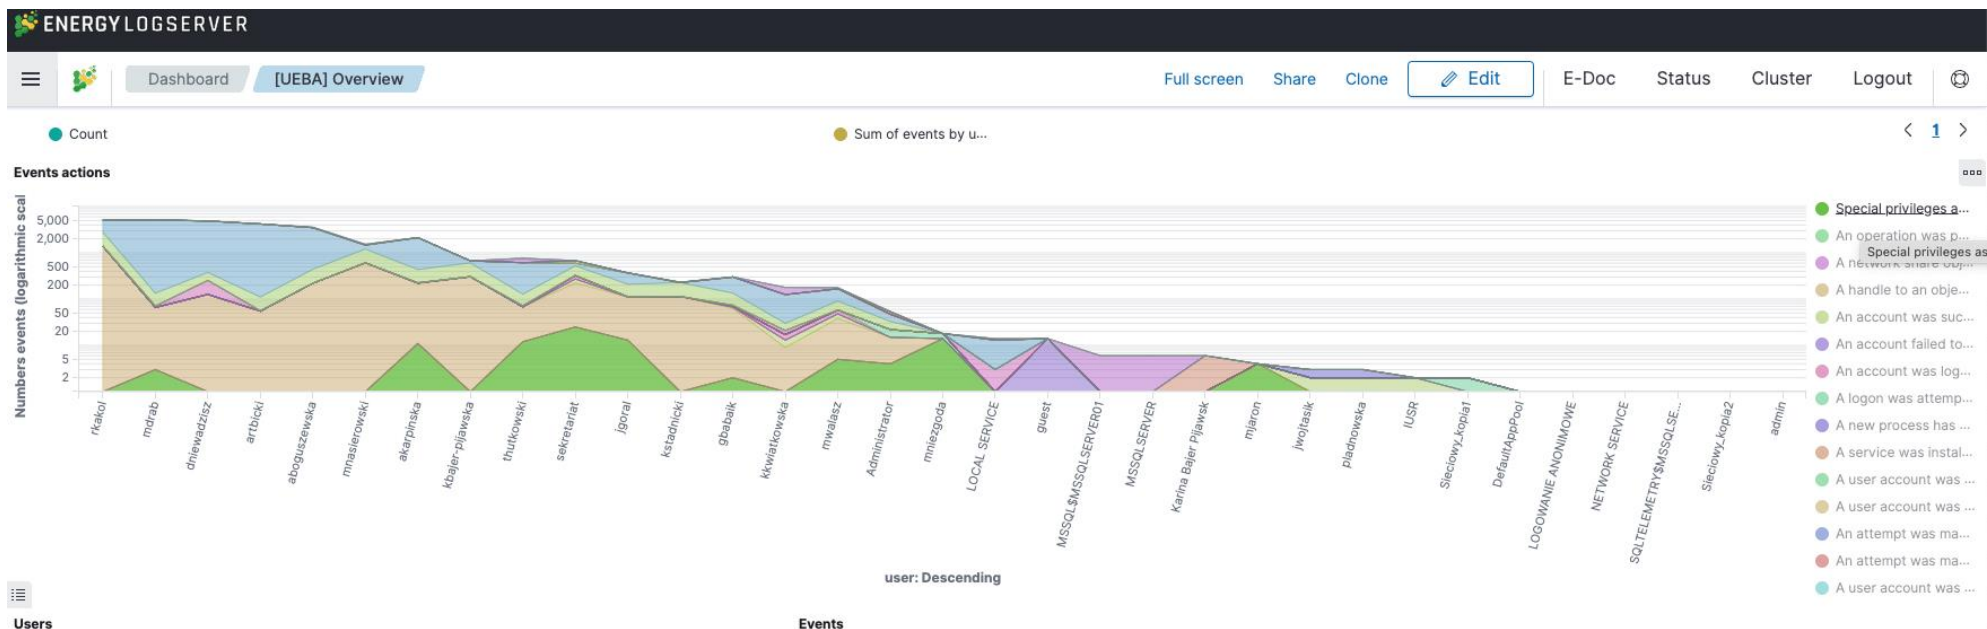 ENERGYLOGSERVER
Dashboard [UEBA] Overview Full screen Share Clone Edit E-Doc Status Cluster Logout
Count Sum of events by u... 1
Events actions
Numbers events (logarithmic scal
5,000
2,000
500
200
50
20
5
2
Special privileges a...
An operation was p...
Special privileges as
A network share obj...
A handle to an obje...
An account was suc...
An account failed to...
An account was log...
A logon was attemp...
A new process has ...
A service was instal...
A user account was ...
A user account was ...
An attempt was ma...
An attempt was ma...
A user account was ...
rkakol
mdrab
dniewadzisz
artbicki
aboguszewska
mnasierowski
akarpinska
kbajer-pijawska
thutkowski
sekretariat
jgoral
kstadnicki
gbabaik
kkwiatkowska
mwalasz
Administrator
mniezgoda
LOCAL SERVICE
guest
MSSQL$MSSQLSERVER01
MSSQLSERVER
Karina Bajer Pijawsk
mjaron
jwojtasik
pladnowska
IUSR
Sieciowy_kopia1
DefaultAppPool
LOGOWANIE ANONIMOWE
NETWORK SERVICE
SQLTELEMETRY$MSSQLSE...
Sieciowy_kopia2
admin
user: Descending
Users Events